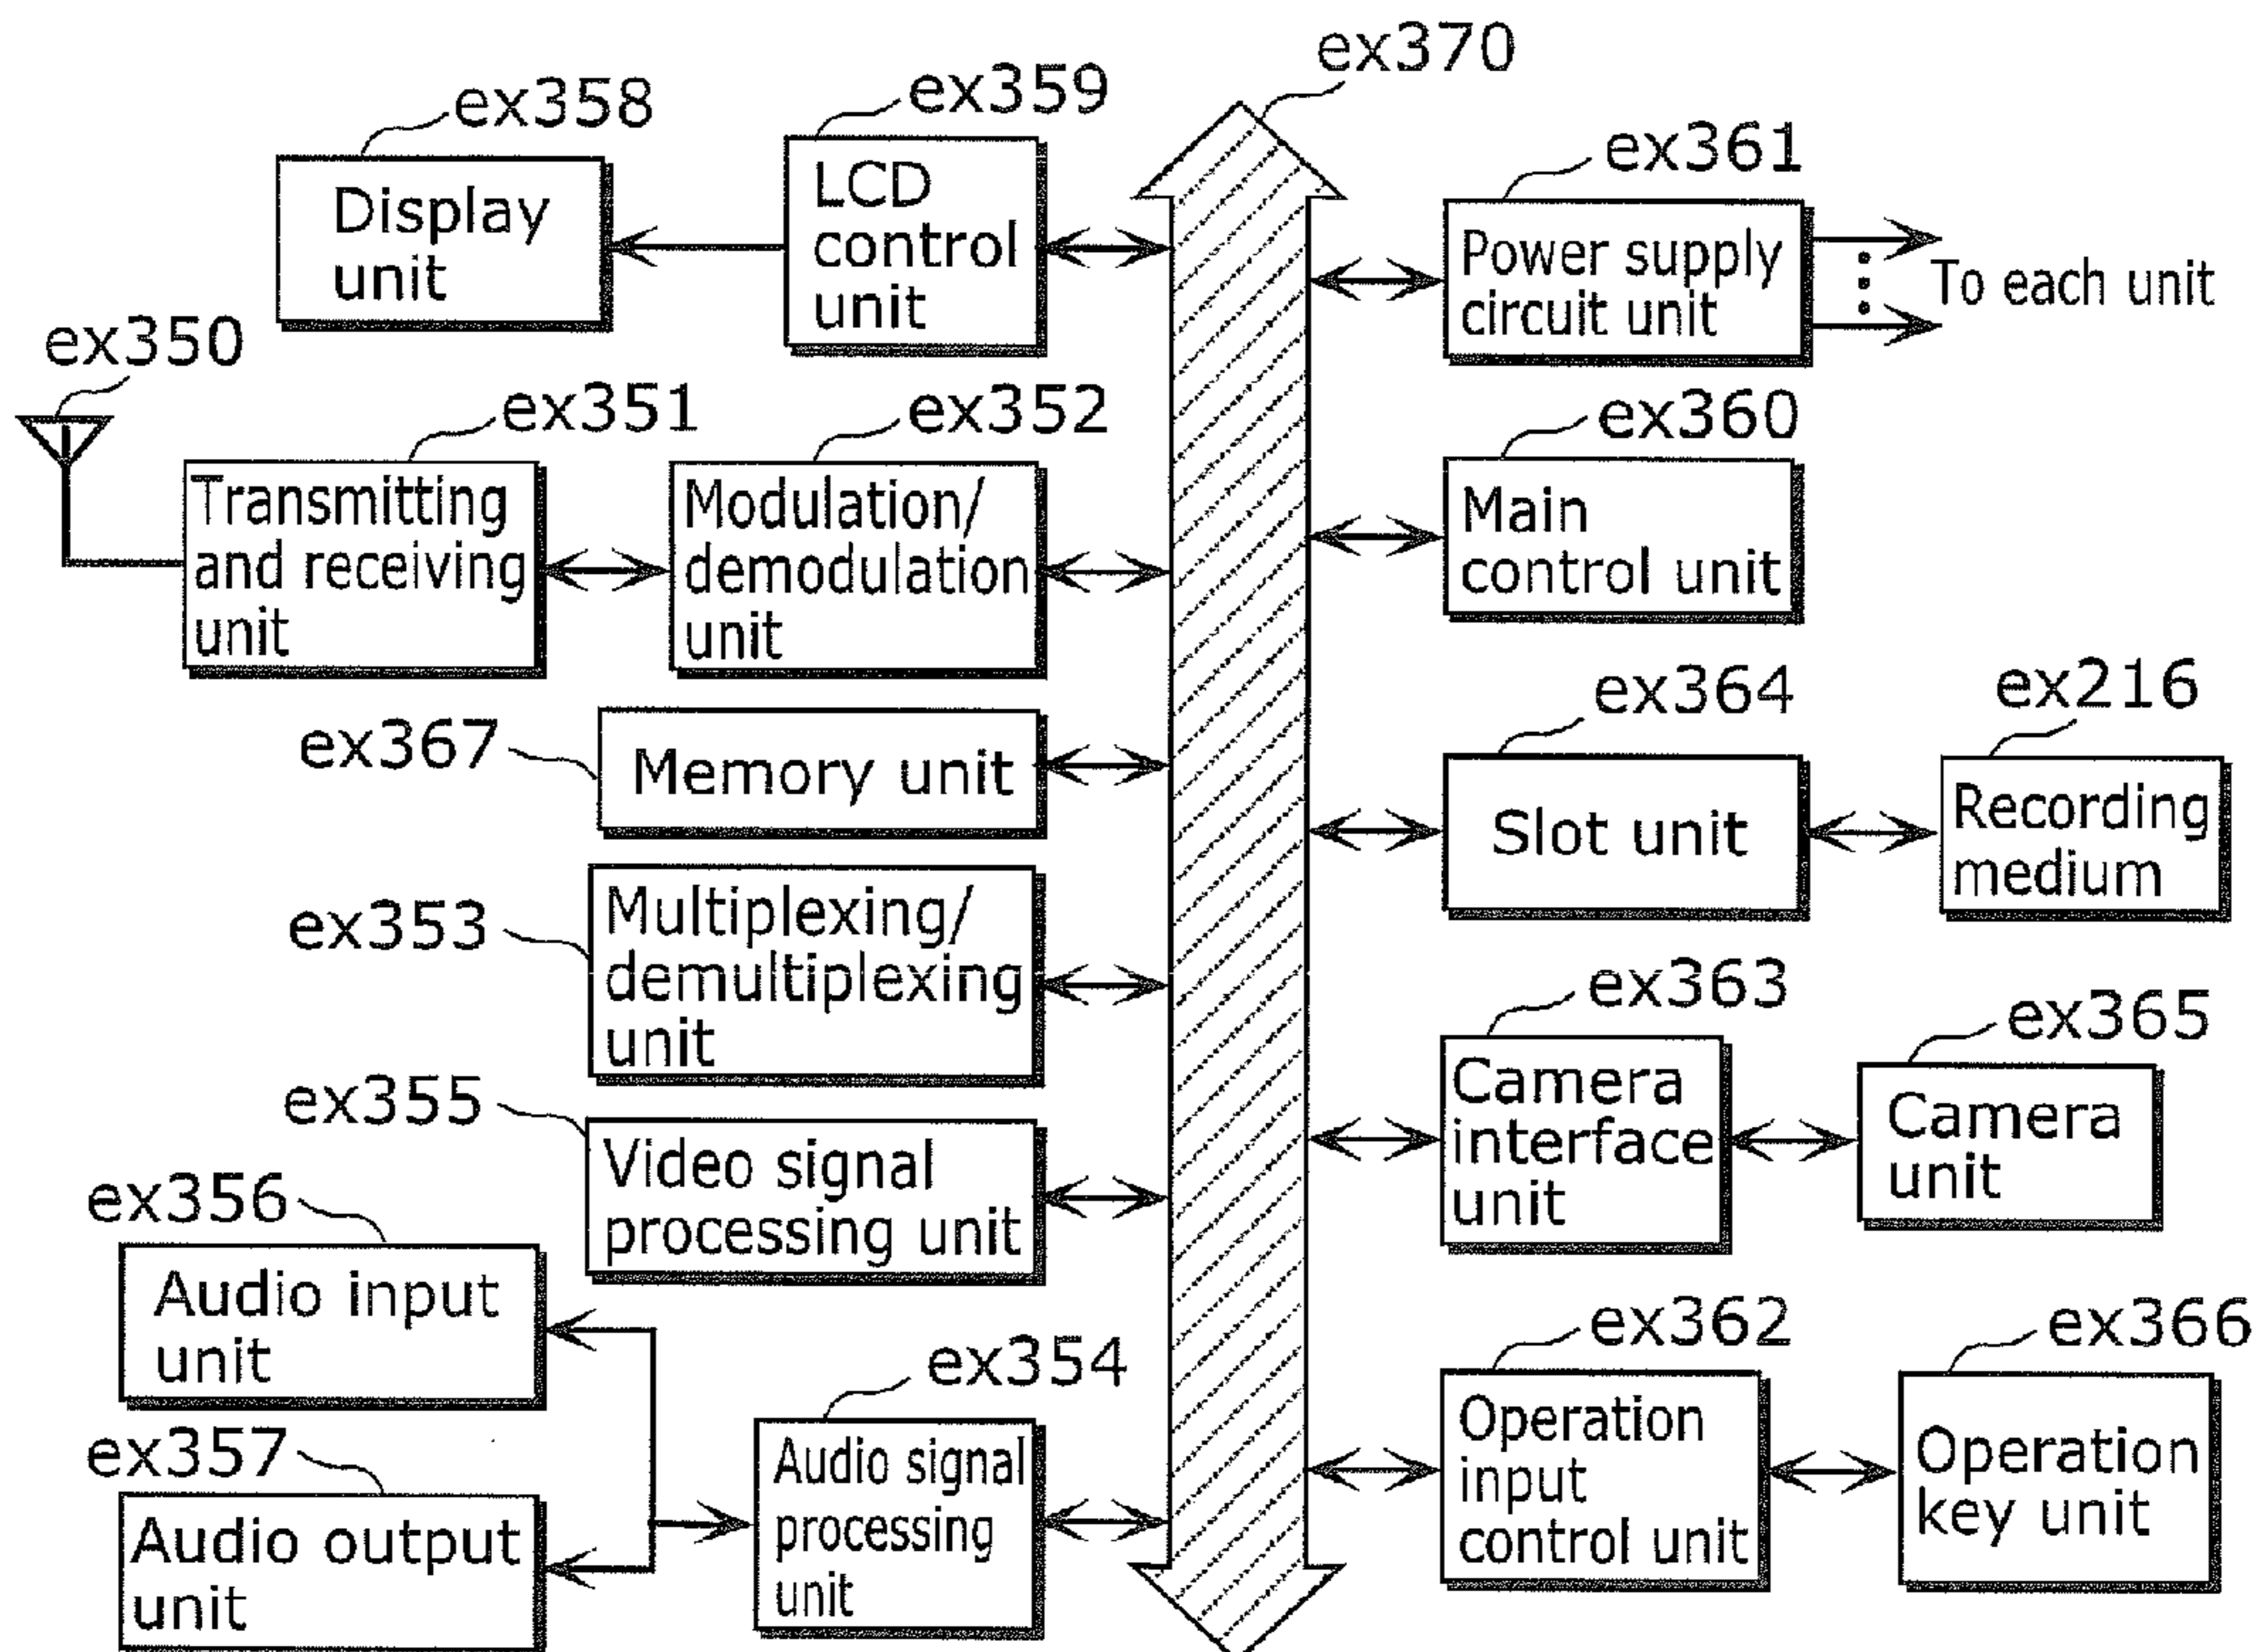 ex370
ex358
ex359
ex361
Display
unit
LCD
control
unit
Power supply
circuit unit
To each unit
ex350
ex351
ex352
ex360
Transmitting
and receiving
unit
Modulation/
demodulation
unit
Main
control unit
ex364
ex216
ex367
Memory unit
Slot unit
Recording
medium
ex353
Multiplexing/
demultiplexing
unit
ex363
ex365
ex355
Video signal
processing unit
Camera
interface
unit
Camera
unit
ex356
Audio input
unit
ex354
ex362
ex366
ex357
Audio output
unit
Audio signal
processing
unit
Operation
input
control unit
Operation
key unit